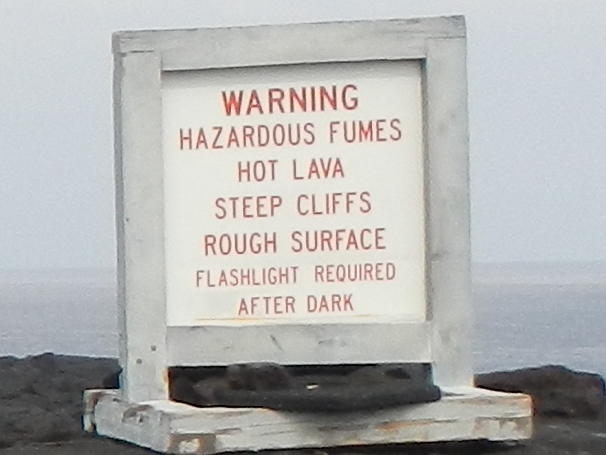 WARNING
HAZARDOUS FUMES
HOT LAVA
STEEP CLIFFS
ROUGH SURFACE
FLASHLIGHT REQUIRED
AFTER DARK